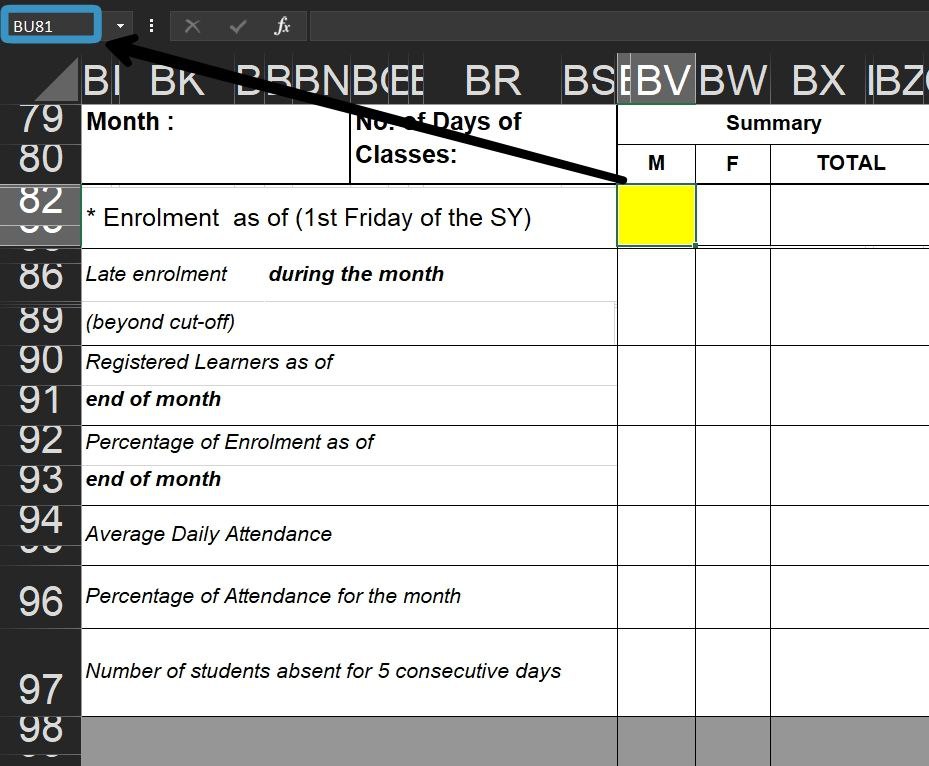 BU81
fx
BI BK BR BS BV BW BX BZ
79 Month : No. of Days of Summary
80 Classes: M F TOTAL
82 * Enrolment as of (1st Friday of the SY)
86 Late enrolment during the month
89 (beyond cut-off)
90 Registered Learners as of
91 end of month
92 Percentage of Enrolment as of
93 end of month
94 Average Daily Attendance
96 Percentage of Attendance for the month
97 Number of students absent for 5 consecutive days
98